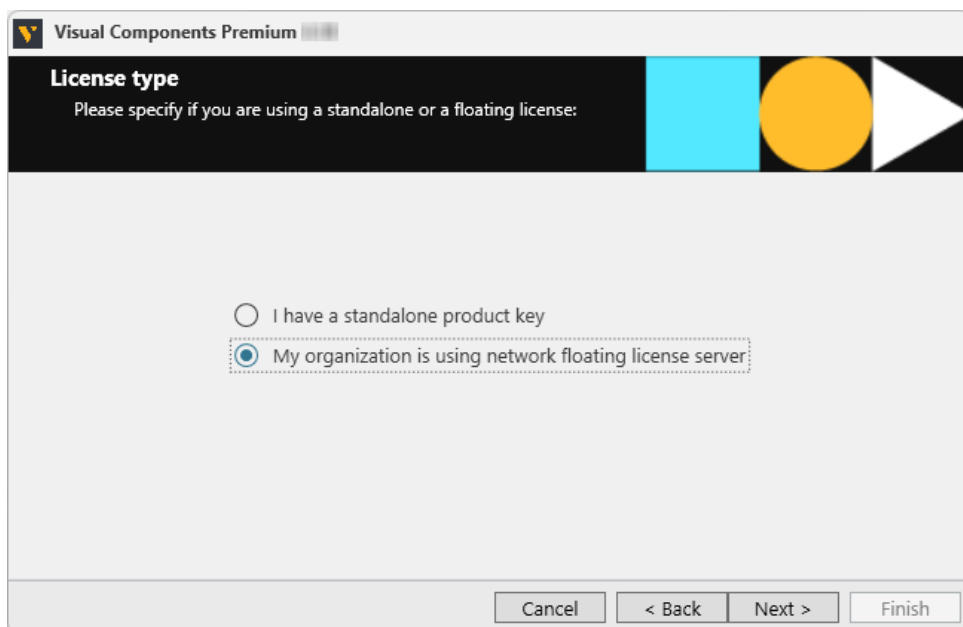 Visual Components Premium
License type
Please specify if you are using a standalone or a floating license:
I have a standalone product key
My organization is using network floating license server
Cancel
< Back
Next >
Finish